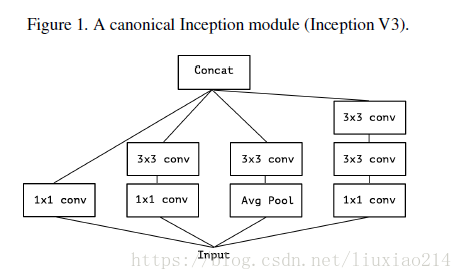 Figure 1. A canonical Inception module (Inception V3).
Concat
3x3 conv
3x3 conv
3x3 conv
3x3 conv
1x1 conv
1x1 conv
Avg Pool
1x1 conv
Input
https://blog.csdn.net/liuxiao214